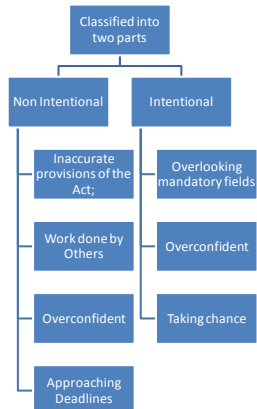 Classified into
two parts
Non Intentional
Inaccurate
provisions of the
Act;
Work done by
Others
Overconfident
Approaching
Deadlines
Intentional
Overlooking
mandatory fields
Overconfident
Taking chance